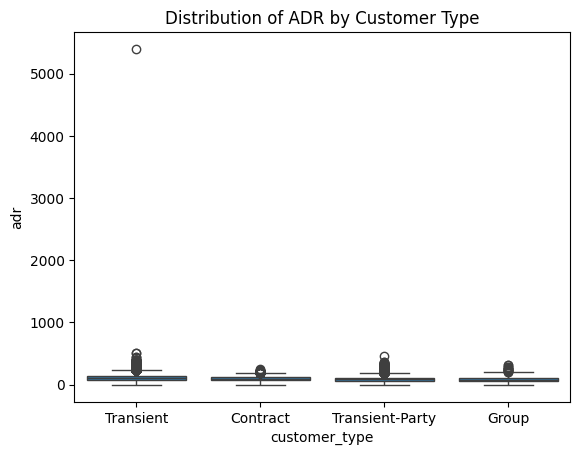 Distribution of ADR by Customer Type
5000
4000
3000
2000
1000
0
adr
Transient Contract Transient-Party Group
customer_type